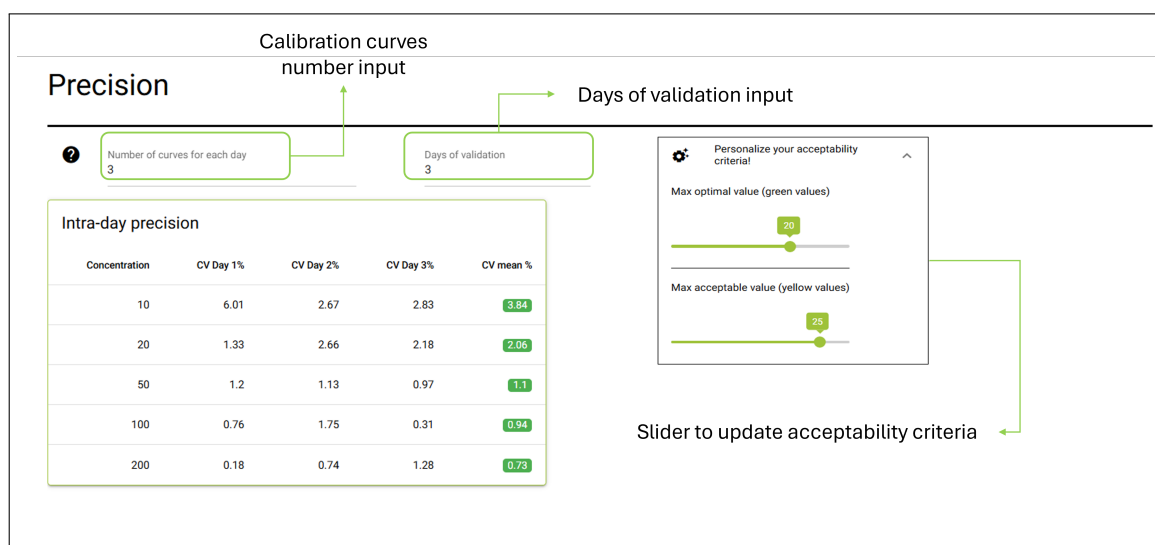 Calibration curves
number input
Precision
Days of validation input
Number of curves for each day
3
Days of validation
3
Personalize your acceptability
criteria!
Max optimal value (green values)
20
Max acceptable value (yellow values)
25
Slider to update acceptability criteria
Intra-day precision
Concentration CV Day 1% CV Day 2% CV Day 3% CV mean %
10 6.01 2.67 2.83 3.84
20 1.33 2.66 2.18 2.06
50 1.2 1.13 0.97 1.1
100 0.76 1.75 0.31 0.94
200 0.18 0.74 1.28 0.73